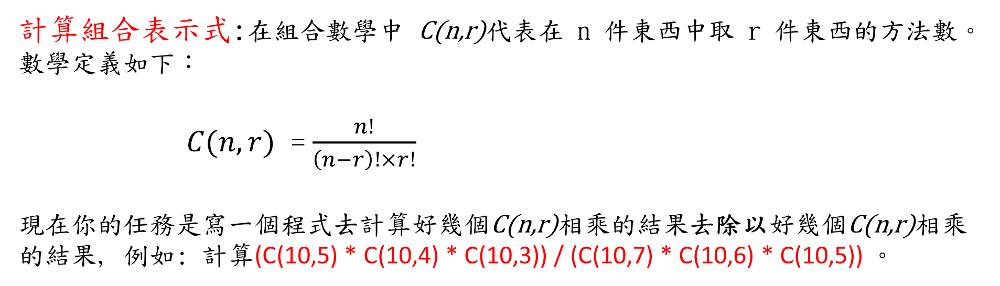 計算組合表示式:在組合數學中 C(n,r)代表在 n 件東西中取 r 件東西的方法數。
數學定義如下：
C(n,r) = n! / (n−r)!×r!
現在你的任務是寫一個程式去計算好幾個C(n,r)相乘的結果去除以好幾個C(n,r)相乘
的結果, 例如: 計算(C(10,5) * C(10,4) * C(10,3)) / (C(10,7) * C(10,6) * C(10,5)) 。